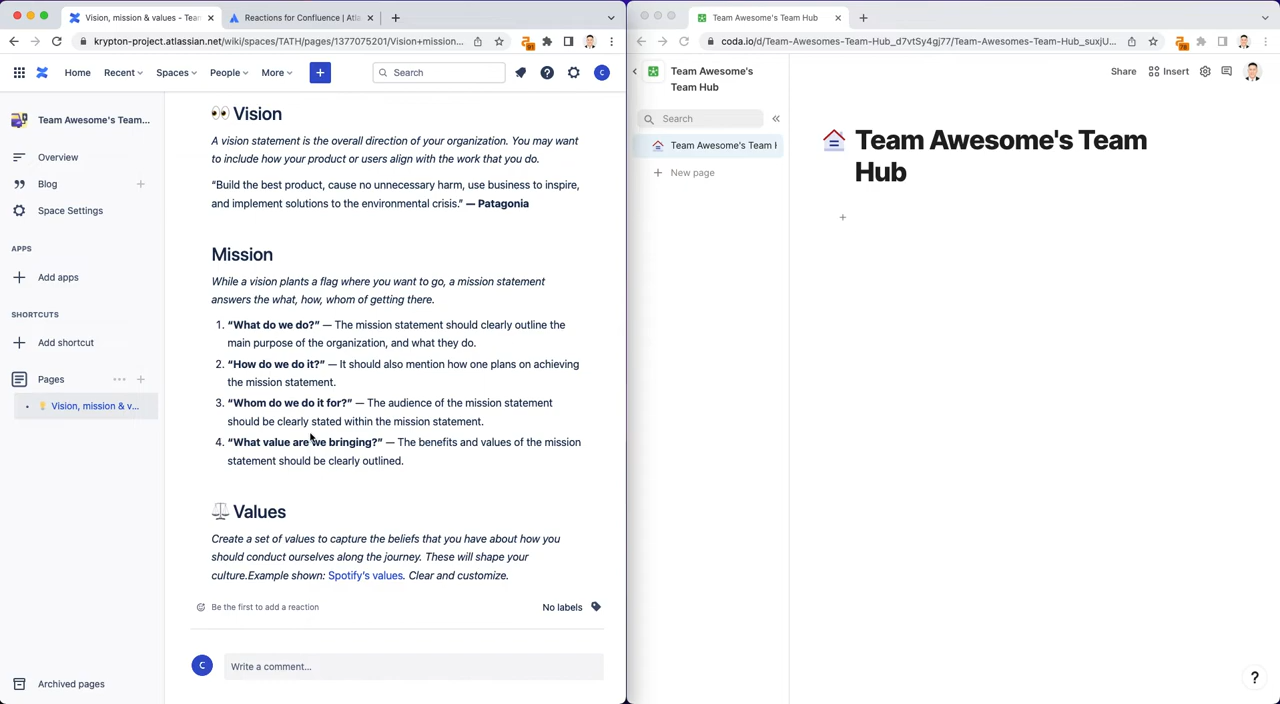 Vision, mission & values - Tean
Reactions for Confluence | Atla
krypton-project.atlassian.net/wiki/spaces/TATH/pages/1377075201/Vision+mission...
Home
Recent
Spaces
People
More
+
Search
C
Team Awesome's Team...
Overview
Blog
Space Settings
APPS
Add apps
SHORTCUTS
Add shortcut
Pages
Vision, mission & v...
Archived pages
👀 Vision
A vision statement is the overall direction of your organization. You may want
to include how your product or users align with the work that you do.
“Build the best product, cause no unnecessary harm, use business to inspire,
and implement solutions to the environmental crisis.” — Patagonia
Mission
While a vision plants a flag where you want to go, a mission statement
answers the what, how, whom of getting there.
1. “What do we do?” — The mission statement should clearly outline the
main purpose of the organization, and what they do.
2. “How do we do it?” — It should also mention how one plans on achieving
the mission statement.
3. “Whom do we do it for?” — The audience of the mission statement
should be clearly stated within the mission statement.
4. “What value are we bringing?” — The benefits and values of the mission
statement should be clearly outlined.
⚖️ Values
Create a set of values to capture the beliefs that you have about how you
should conduct ourselves along the journey. These will shape your
culture.Example shown: Spotify's values. Clear and customize.
Be the first to add a reaction
No labels
C
Write a comment...
Team Awesome's Team Hub
coda.io/d/Team-Awesomes-Team-Hub_d7vtSy4gj77/Team-Awesomes-Team-Hub_suxjU...
Team Awesome's
Team Hub
Share
Insert
Search
Team Awesome's Team H
New page
Team Awesome's Team
Hub
?